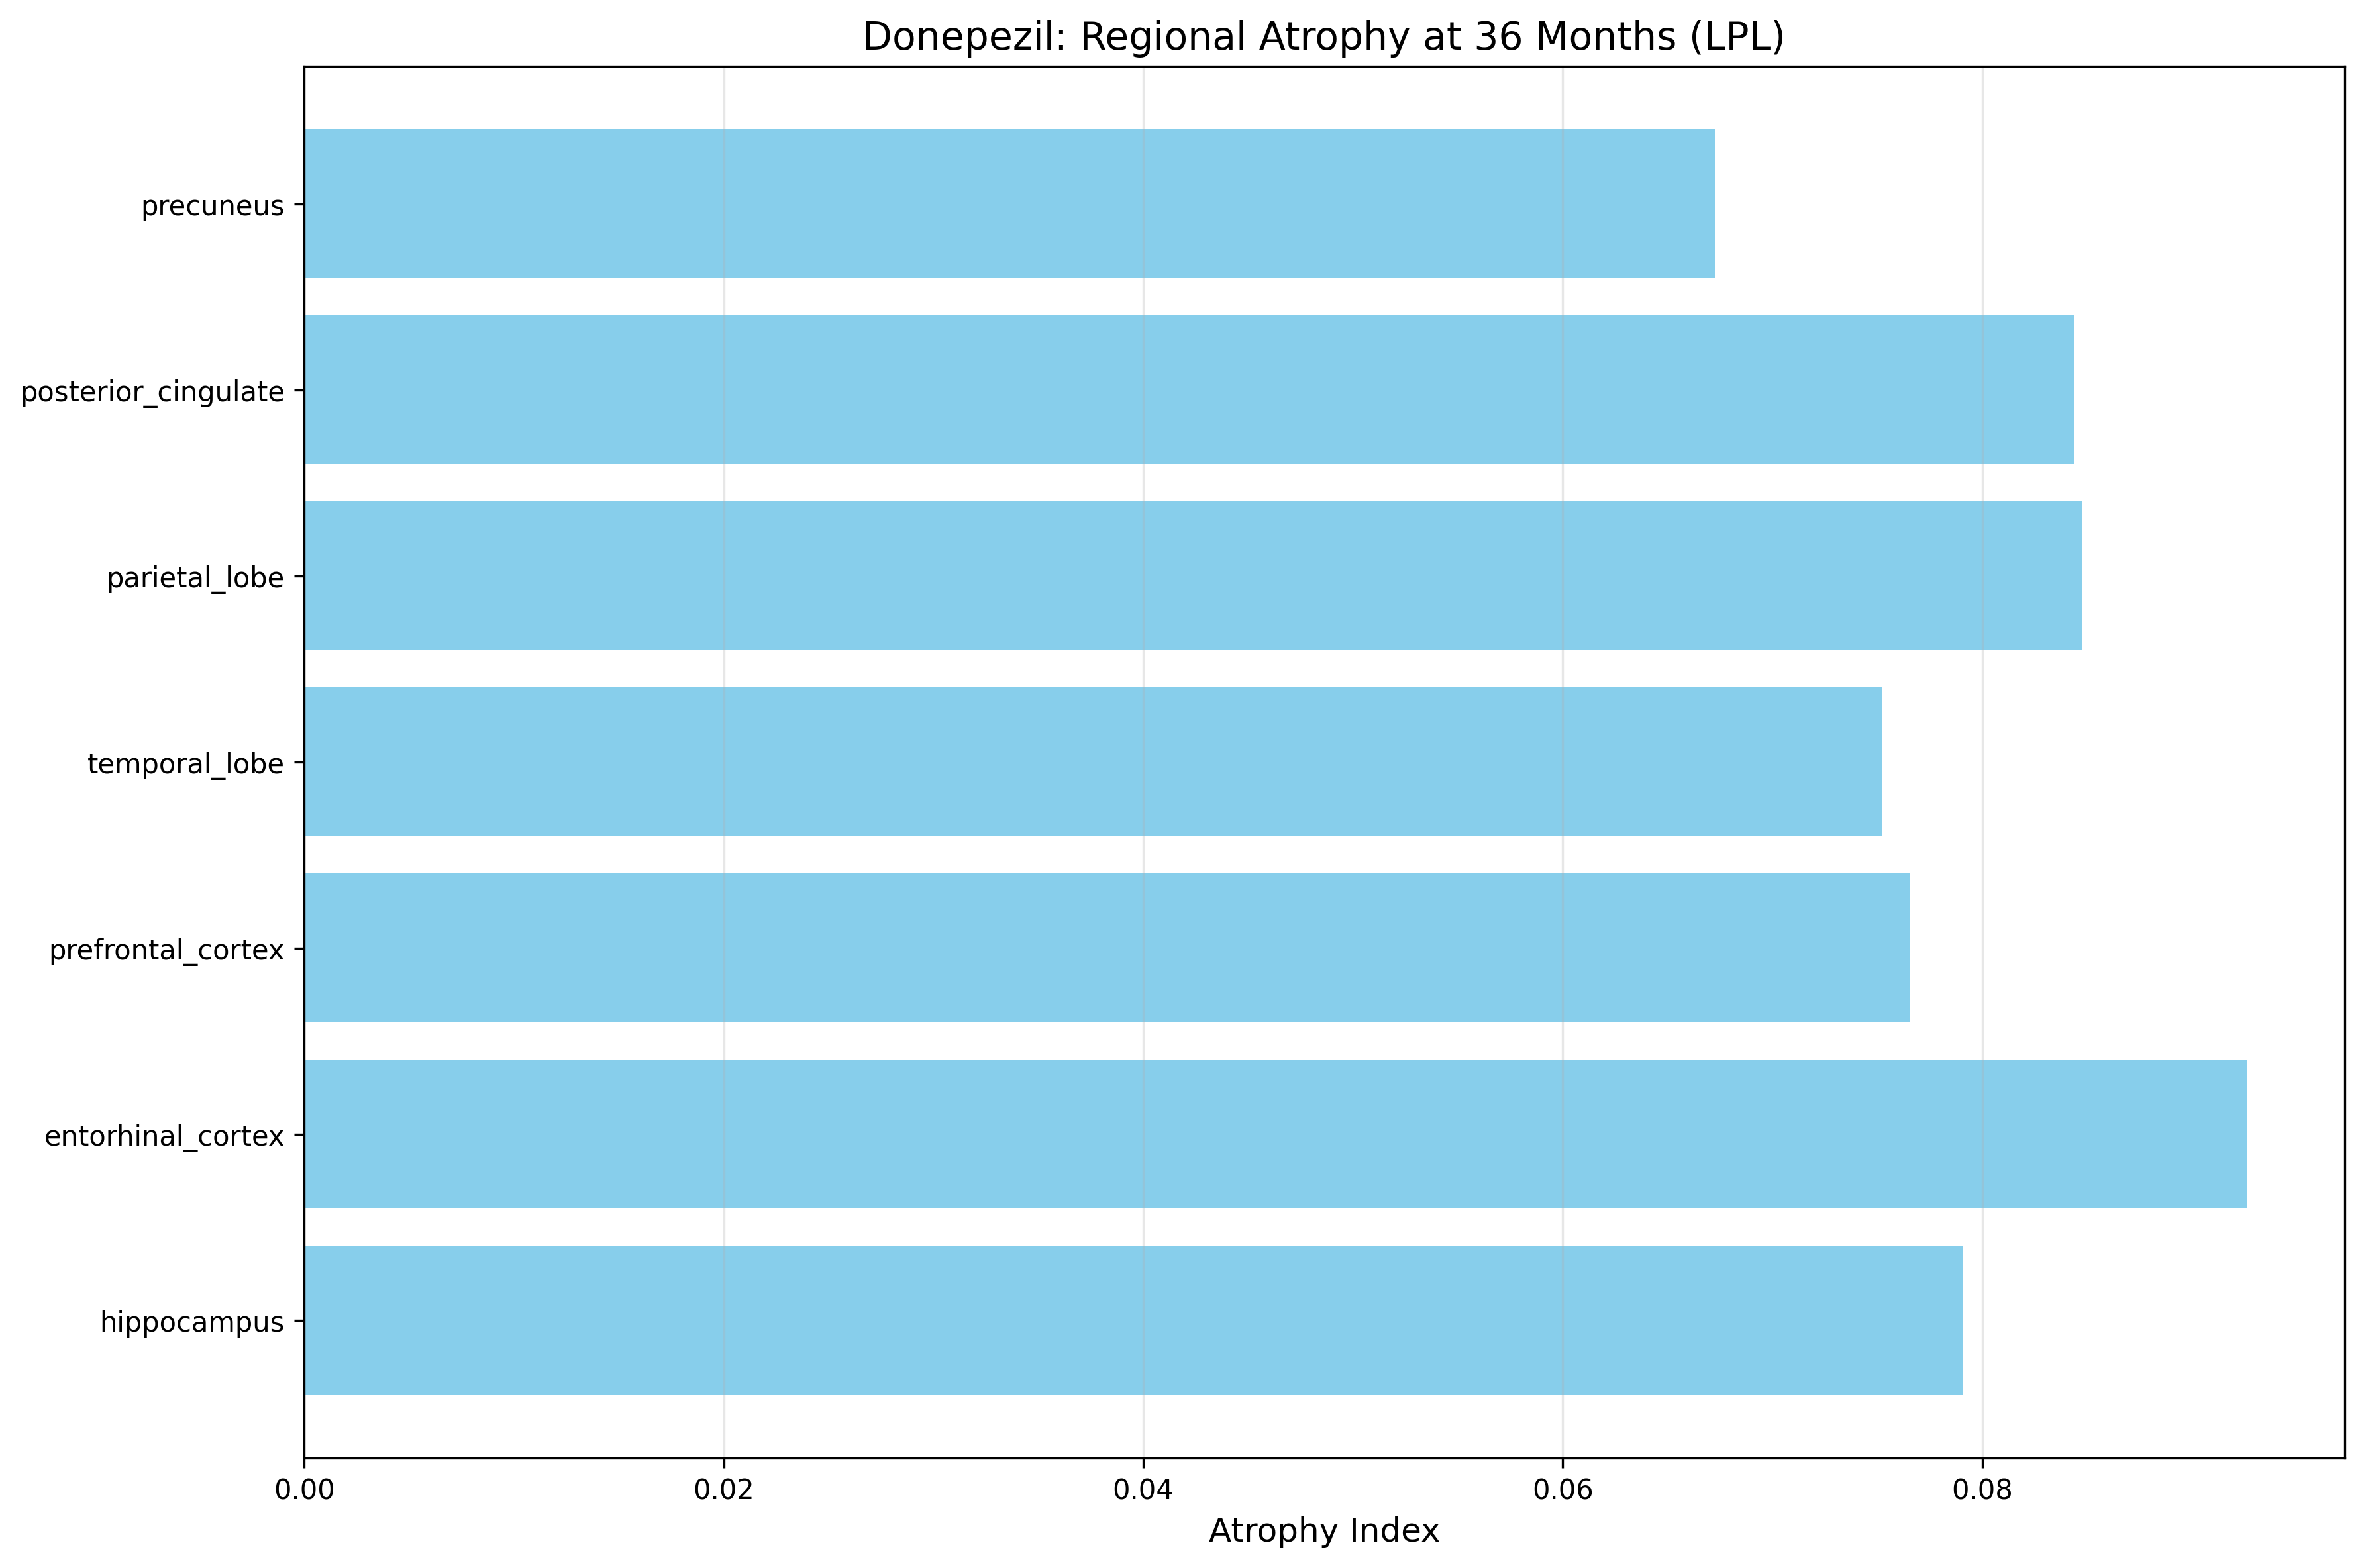 Donepezil: Regional Atrophy at 36 Months (LPL)
precuneus
posterior_cingulate
parietal_lobe
temporal_lobe
prefrontal_cortex
entorhinal_cortex
hippocampus
0.00 0.02 0.04 0.06 0.08
Atrophy Index